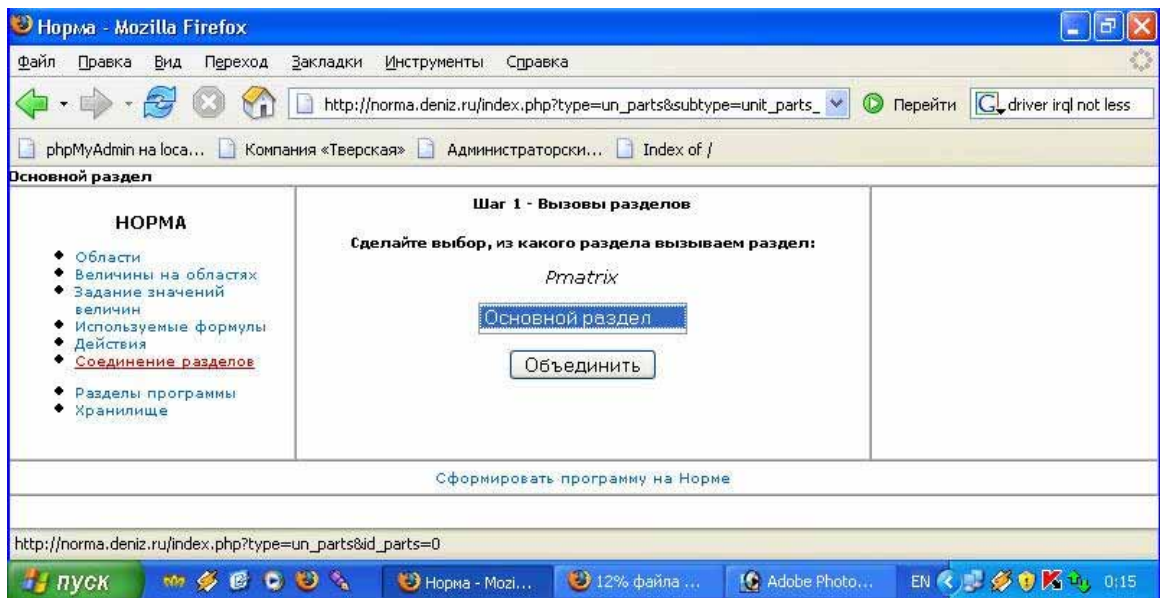 Норма - Mozilla Firefox
Файл Правка Вид Переход Закладки Инструменты Справка
http://norma.deniz.ru/index.php?type=un_parts&subtype=unit_parts_ Перейти G driver irql not less
phpMyAdmin на loca... Компания «Тверская» Администраторски... Index of /
Основной раздел
НОРМА
Области
Величины на областях
Задание значений
величин
Используемые формулы
Действия
Соединение разделов
Разделы программы
Хранилище
Шаг 1 - Вызовы разделов
Сделайте выбор, из какого раздела вызываем раздел:
Pmatrix
Основной раздел
Объединить
Сформировать программу на Норме
http://norma.deniz.ru/index.php?type=un_parts&id_parts=0
пуск Норма - Mozi... 12% файла ... Adobe Photo... EN 0:15